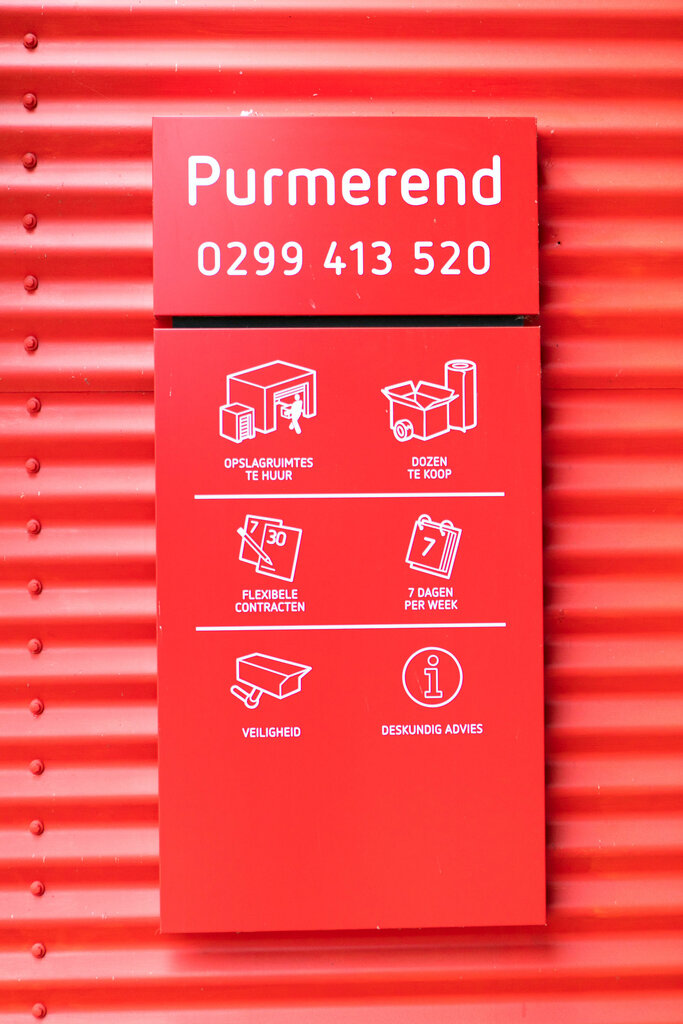 Purmerend
0299 413 520
OPSLAGRUIMTES
TE HUUR
DOZEN
TE KOOP
7
30
7
FLEXIBELE
CONTRACTEN
7 DAGEN
PER WEEK
i
VEILIGHEID
DESKUNDIG ADVIES